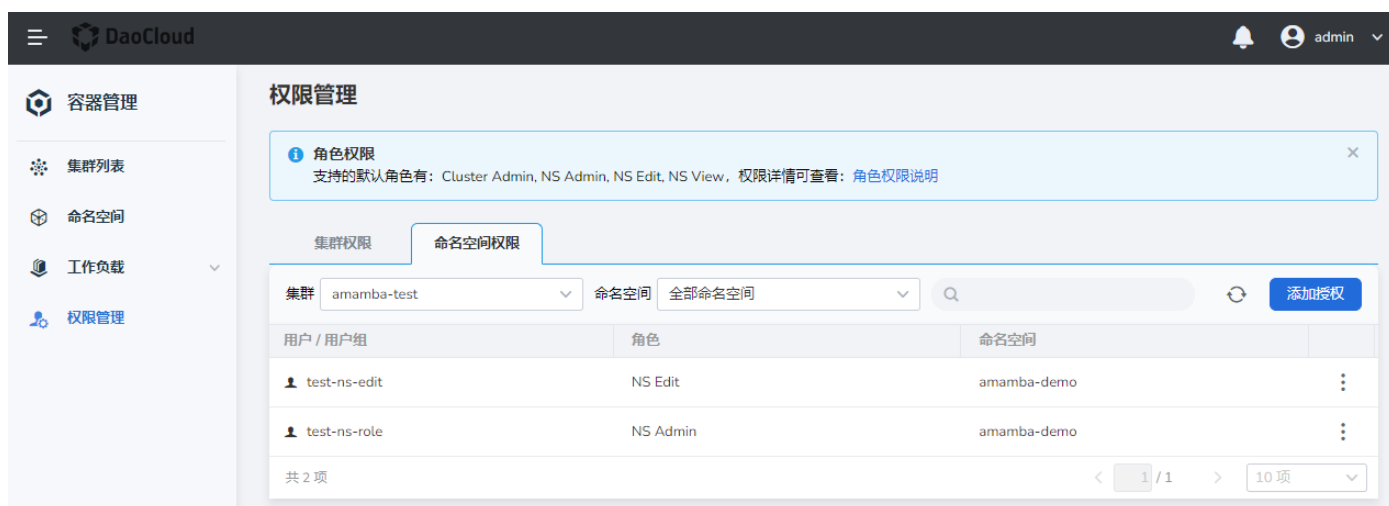 DaoCloud
admin
容器管理
集群列表
命名空间
工作负载
权限管理
权限管理
角色权限
支持的默认角色有：Cluster Admin, NS Admin, NS Edit, NS View，权限详情可查看：角色权限说明
集群权限 命名空间权限
集群 amamba-test 命名空间 全部命名空间 添加授权
用户 / 用户组 角色 命名空间
test-ns-edit NS Edit amamba-demo
test-ns-role NS Admin amamba-demo
共 2 项 1 / 1 10 项